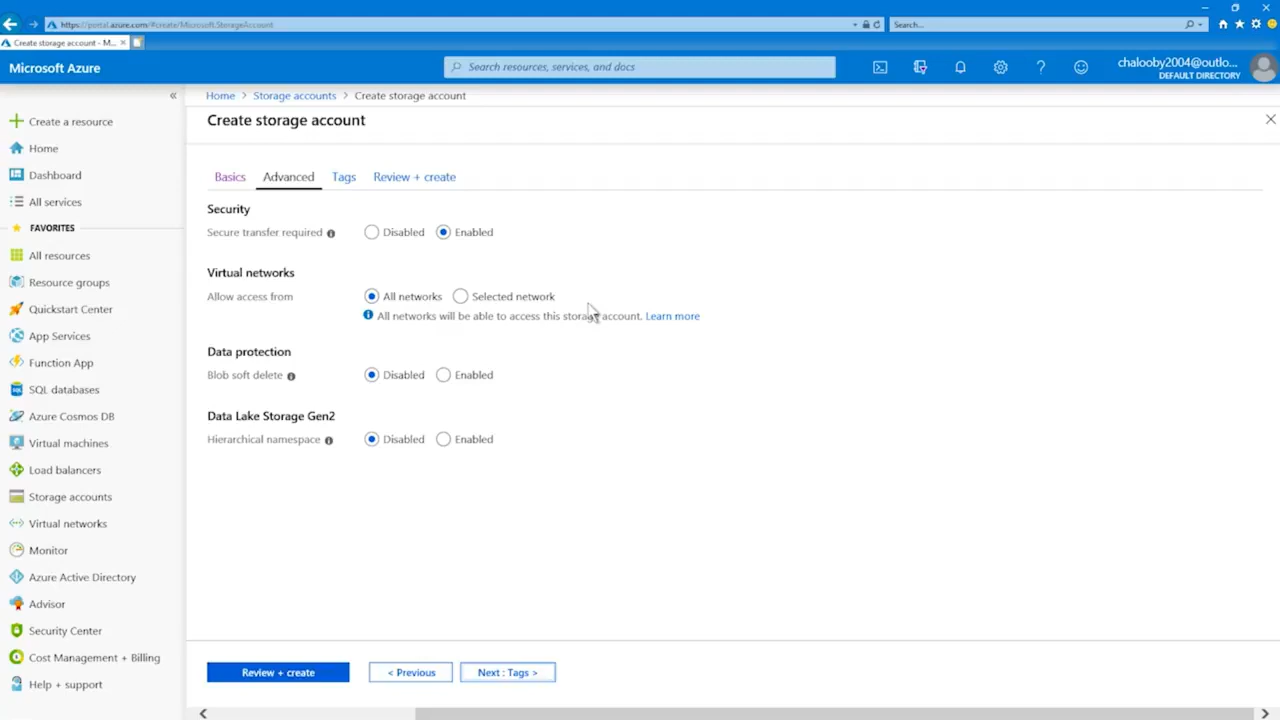 https://portal.azure.com/#create/Microsoft.StorageAccount
Search...
Create storage account - M...
Microsoft Azure
Search resources, services, and docs
chalooby2004@outlo...
DEFAULT DIRECTORY
Home > Storage accounts > Create storage account
Create storage account
Create a resource
Home
Dashboard
All services
FAVORITES
All resources
Resource groups
Quickstart Center
App Services
Function App
SQL databases
Azure Cosmos DB
Virtual machines
Load balancers
Storage accounts
Virtual networks
Monitor
Azure Active Directory
Advisor
Security Center
Cost Management + Billing
Help + support
Basics Advanced Tags Review + create
Security
Secure transfer required Disabled Enabled
Virtual networks
Allow access from All networks Selected network
All networks will be able to access this storage account. Learn more
Data protection
Blob soft delete Disabled Enabled
Data Lake Storage Gen2
Hierarchical namespace Disabled Enabled
Review + create < Previous Next : Tags >